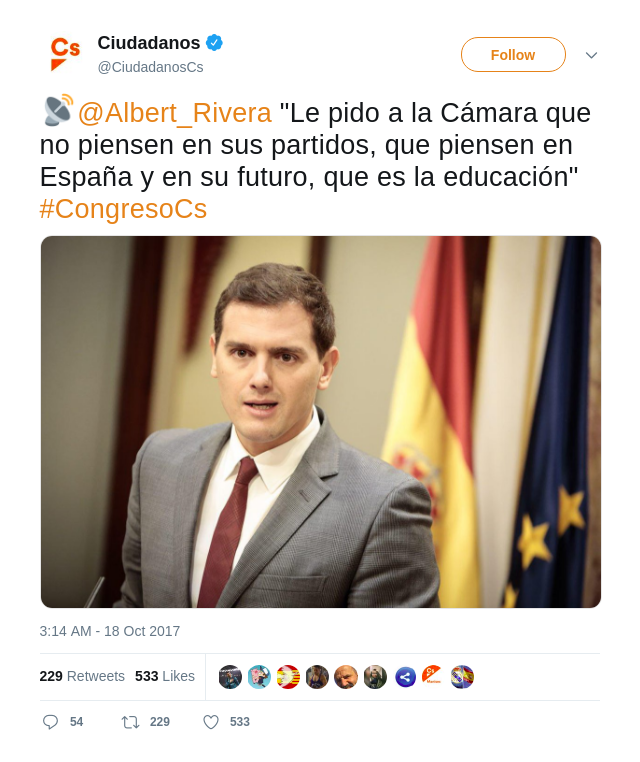 Cs
Ciudadanos
@CiudadanosCs
Follow
@Albert_Rivera "Le pido a la Cámara que
no piensen en sus partidos, que piensen en
España y en su futuro, que es la educación"
#CongresoCs
3:14 AM - 18 Oct 2017
229 Retweets 533 Likes
54 229 533